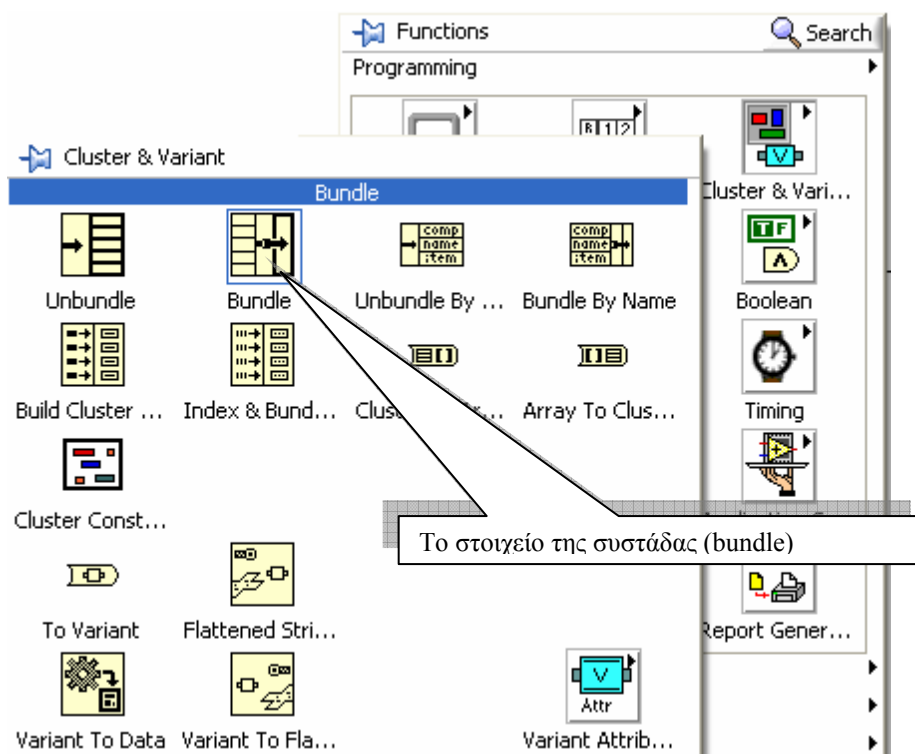 Functions
Search
Programming
Cluster & Variant
Cluster & Vari...
Bundle
Unbundle
Bundle
Unbundle By ...
Bundle By Name
Boolean
Build Cluster ...
Index & Bund...
Array To Clus...
Timing
Cluster Const...
Το στοιχείο της συστάδας (bundle)
To Variant
Flattened Stri...
Report Gener...
Attr
Variant To Data
Variant To Fla...
Variant Attrib...